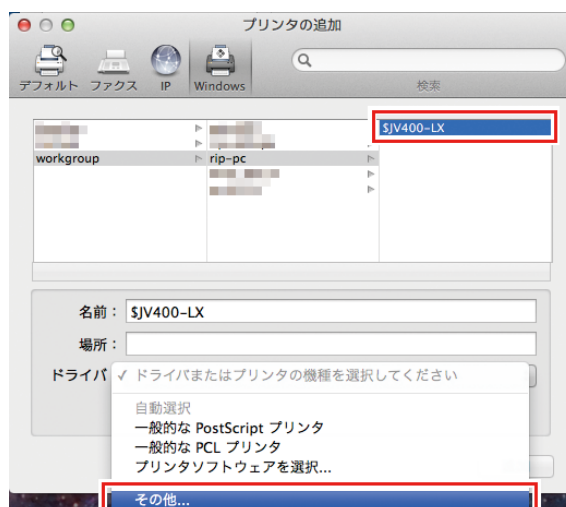 プリンタの追加
デフォルト ファクス IP Windows 検索
$JV400-LX
workgroup rip-pc
名前： $JV400-LX
場所：
ドライバ ✓ ドライバまたはプリンタの機種を選択してください
自動選択
一般的な PostScript プリンタ
一般的な PCL プリンタ
プリンタソフトウェアを選択...
その他...